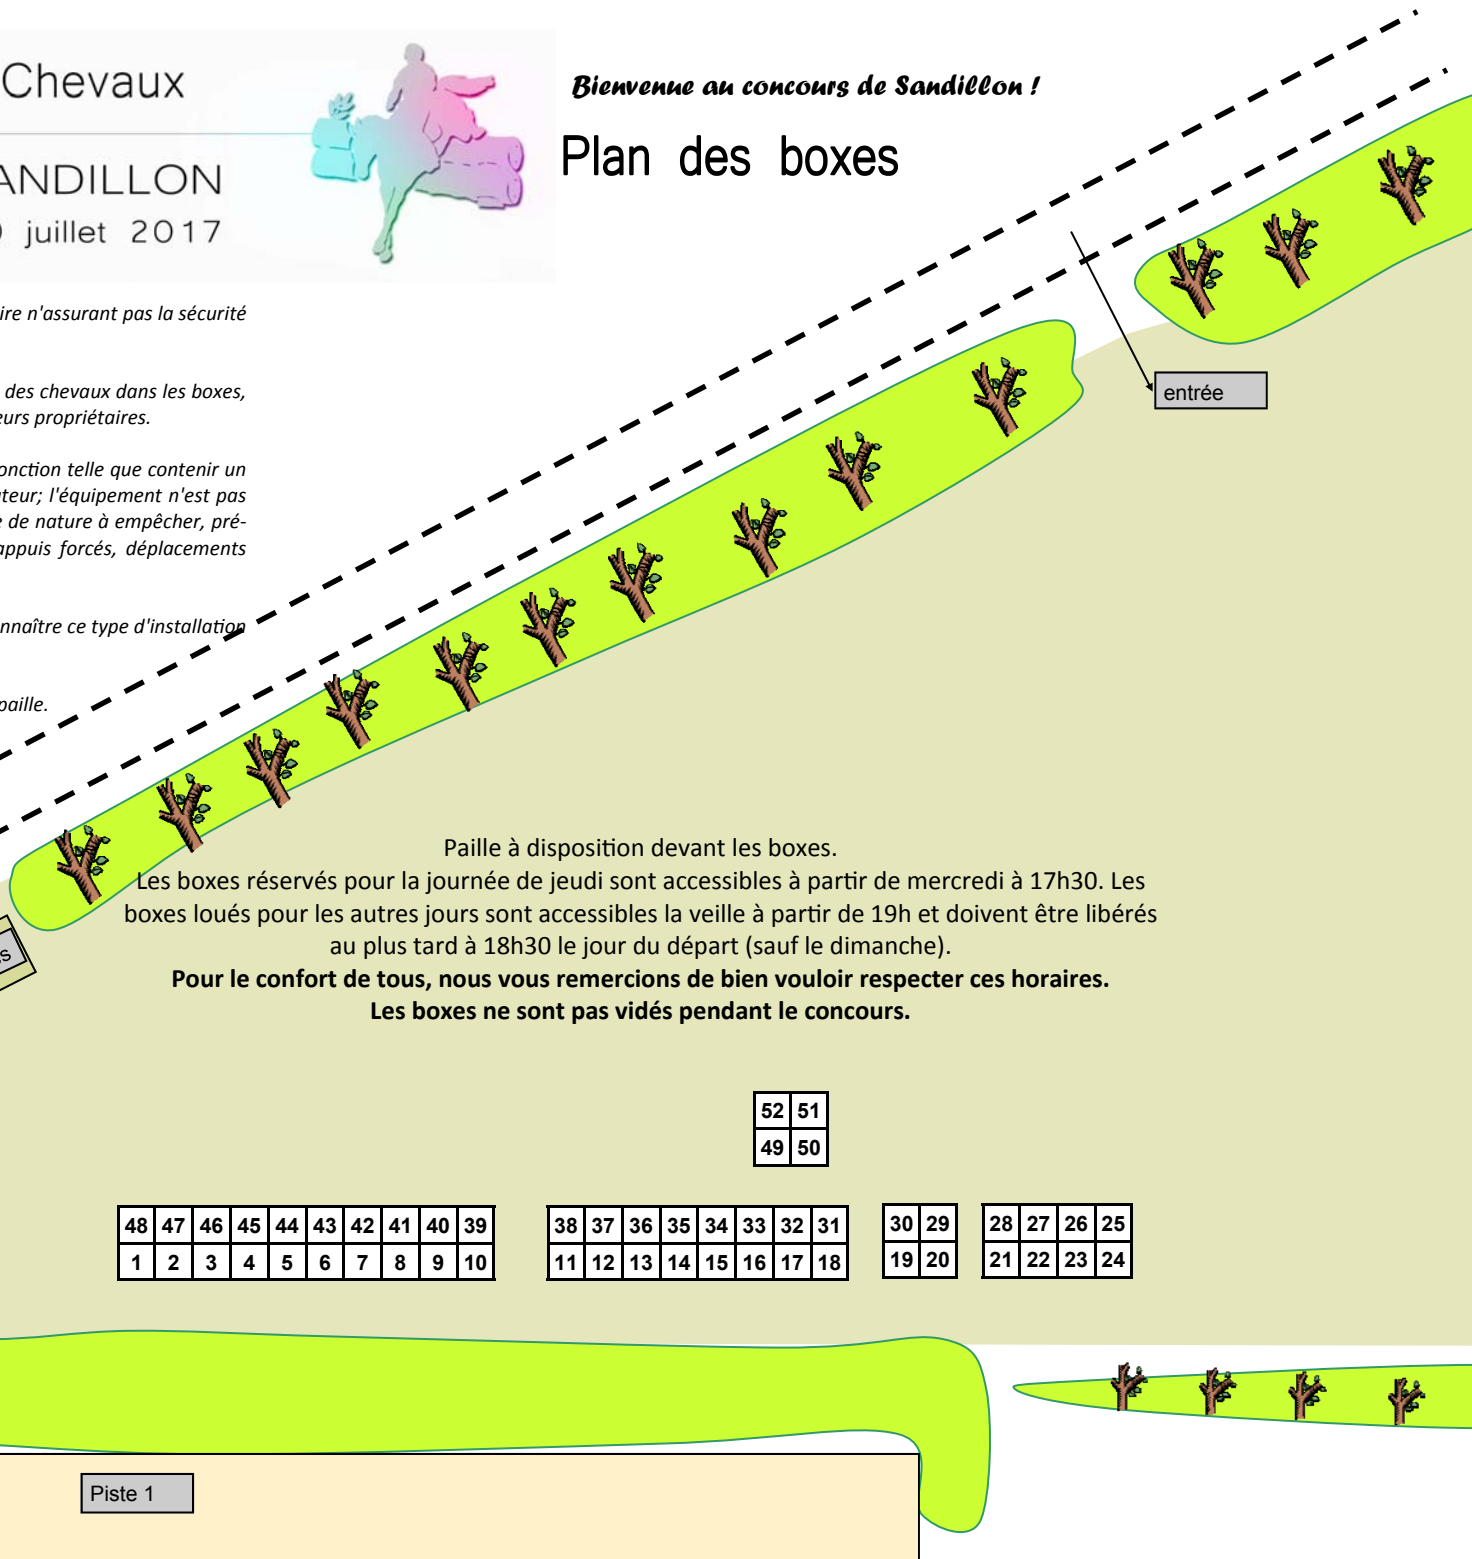 Chevaux
ANDILLON
juillet 2017
Bienvenue au concours de Sandillon !
Plan des boxes
n'assurant pas la sécurité
des chevaux dans les boxes,
propriétaires.
telle que contenir un
l'équipement n'est pas
de nature à empêcher, pré-
appuis forcés, déplacements
ce type d'installation
paille.
entrée
Paille à disposition devant les boxes.
Les boxes réservés pour la journée de jeudi sont accessibles à partir de mercredi à 17h30. Les
boxes loués pour les autres jours sont accessibles la veille à partir de 19h et doivent être libérés
au plus tard à 18h30 le jour du départ (sauf le dimanche).
Pour le confort de tous, nous vous remercions de bien vouloir respecter ces horaires.
Les boxes ne sont pas vidés pendant le concours.
52 51
49 50
48 47 46 45 44 43 42 41 40 39
1 2 3 4 5 6 7 8 9 10
38 37 36 35 34 33 32 31
11 12 13 14 15 16 17 18
30 29
19 20
28 27 26 25
21 22 23 24
Piste 1